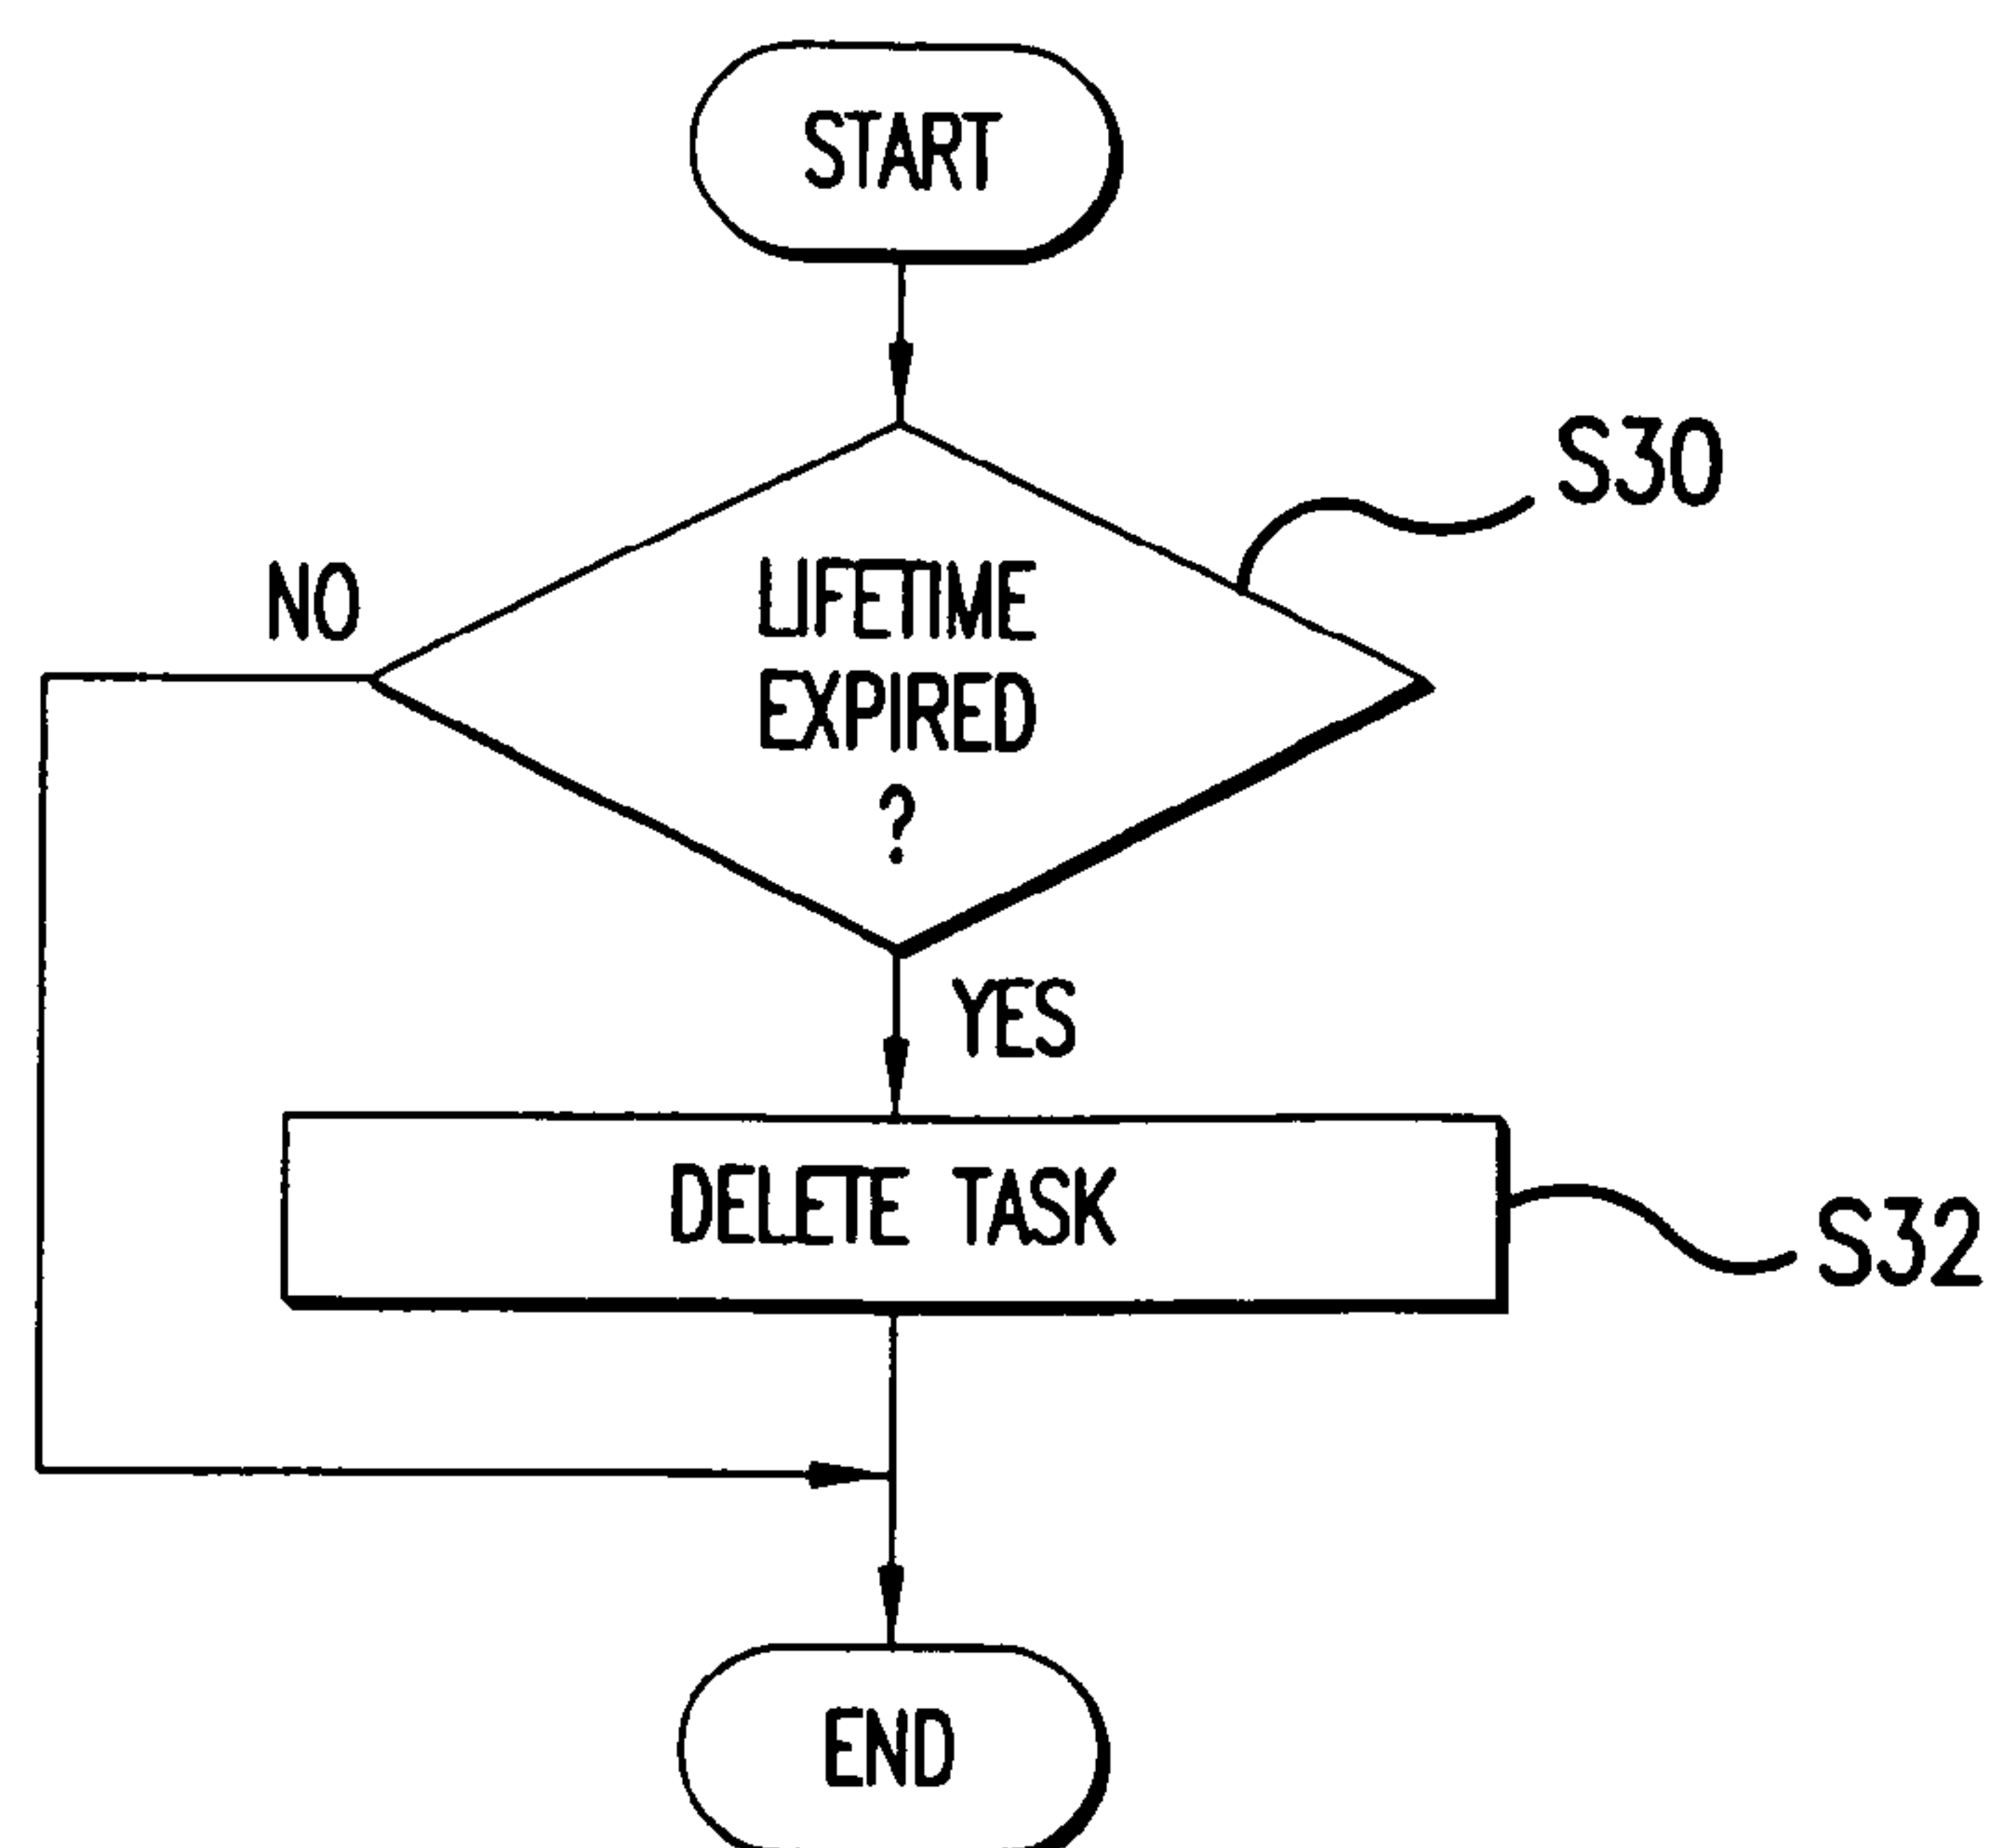 START
S30
NO
LIFETIME
EXPIRED
?
YES
DELETE TASK
S32
END